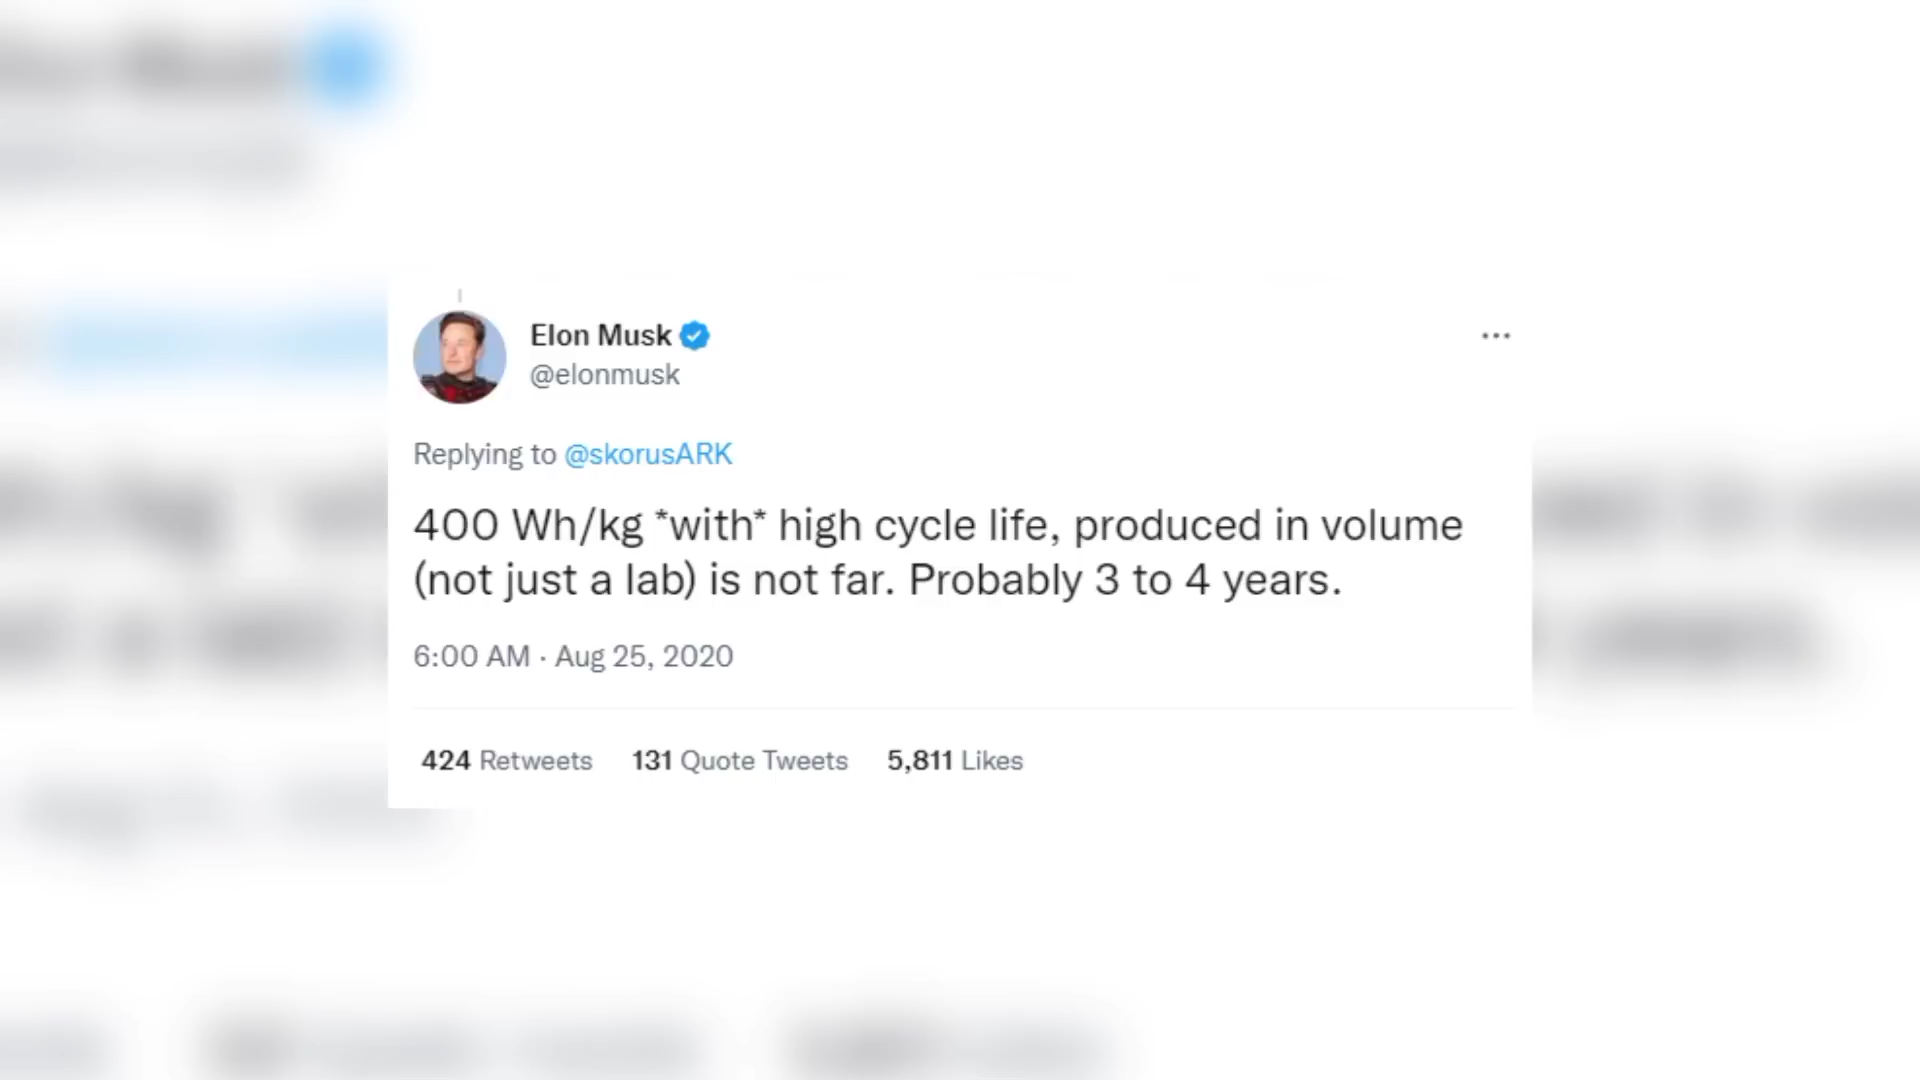 Elon Musk
@elonmusk
Replying to @skorusARK
400 Wh/kg *with* high cycle life, produced in volume
(not just a lab) is not far. Probably 3 to 4 years.
6:00 AM · Aug 25, 2020
424 Retweets 131 Quote Tweets 5,811 Likes